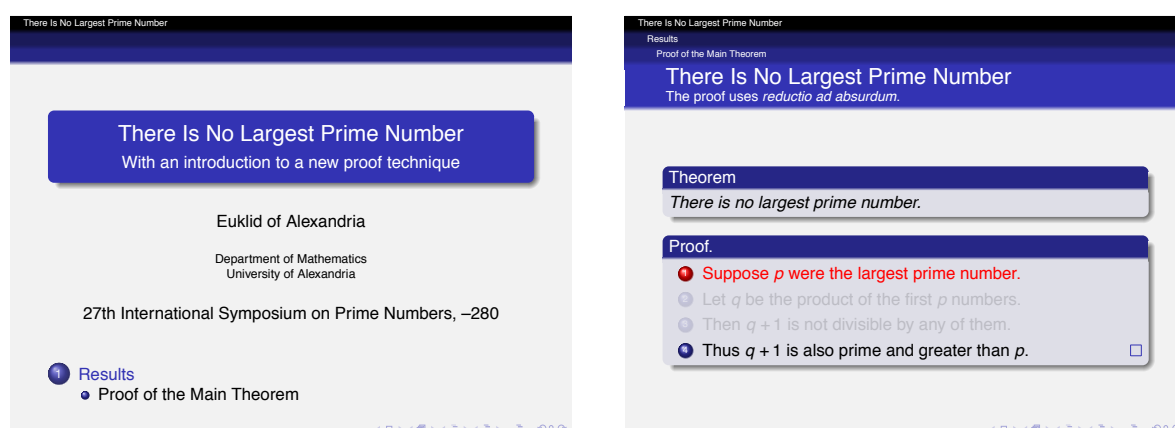 There Is No Largest Prime Number
There Is No Largest Prime Number
With an introduction to a new proof technique
Euklid of Alexandria
Department of Mathematics
University of Alexandria
27th International Symposium on Prime Numbers, –280
1 Results
Proof of the Main Theorem
There Is No Largest Prime Number
Results
Proof of the Main Theorem
There Is No Largest Prime Number
The proof uses reductio ad absurdum.
Theorem
There is no largest prime number.
Proof.
1 Suppose p were the largest prime number.
2 Let q be the product of the first p numbers.
3 Then q + 1 is not divisible by any of them.
4 Thus q + 1 is also prime and greater than p. □